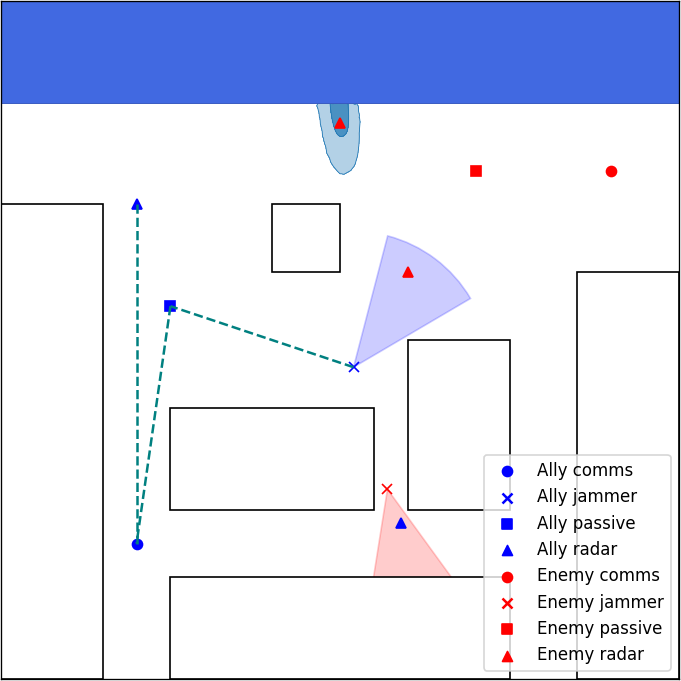 Ally comms
Ally jammer
Ally passive
Ally radar
Enemy comms
Enemy jammer
Enemy passive
Enemy radar